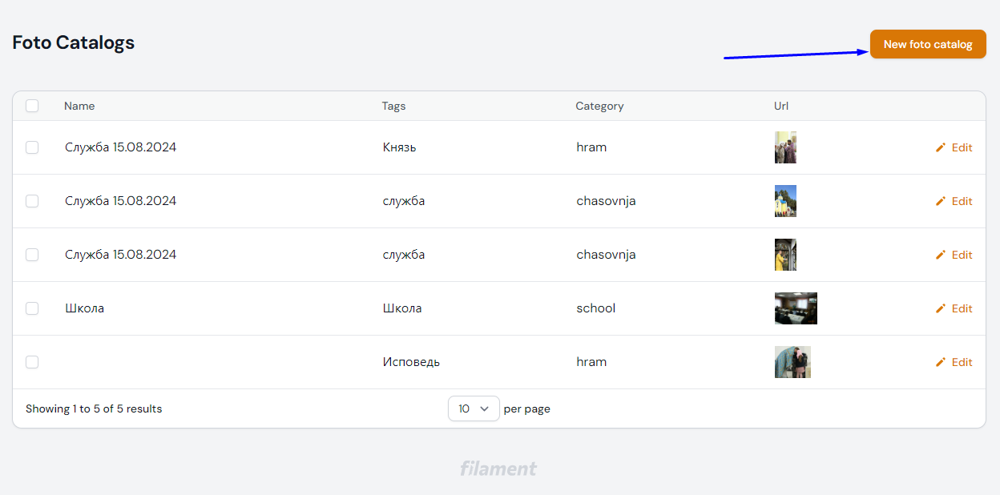 Foto Catalogs
New foto catalog
Name Tags Category Url
Служба 15.08.2024 Князь hram Edit
Служба 15.08.2024 служба chasovnja Edit
Служба 15.08.2024 служба chasovnja Edit
Школа Школа school Edit
Исповедь hram Edit
Showing 1 to 5 of 5 results 10 per page
filament